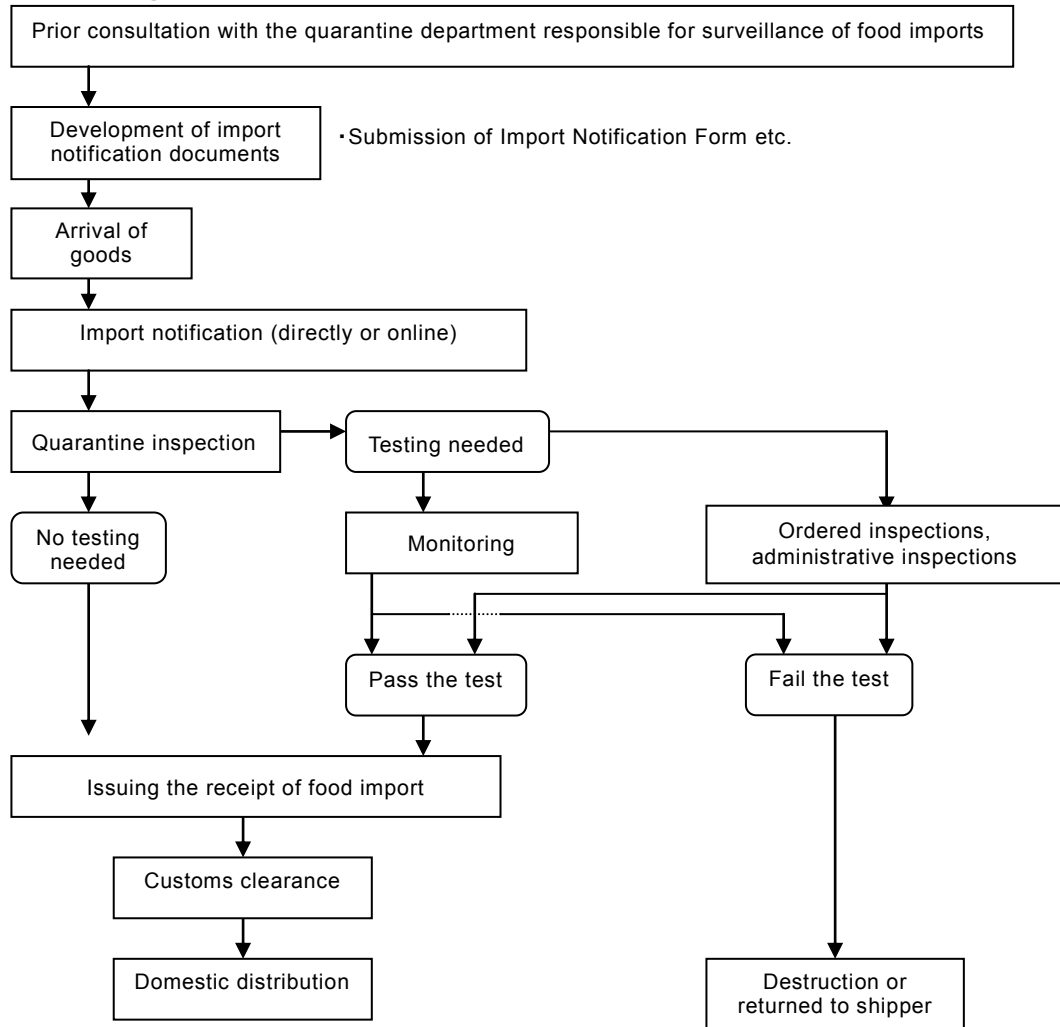 Prior consultation with the quarantine department responsible for surveillance of food imports
Development of import
notification documents
・Submission of Import Notification Form etc.
Arrival of
goods
Import notification (directly or online)
Quarantine inspection
Testing needed
No testing
needed
Monitoring
Ordered inspections,
administrative inspections
Pass the test
Fail the test
Issuing the receipt of food import
Customs clearance
Domestic distribution
Destruction or
returned to shipper